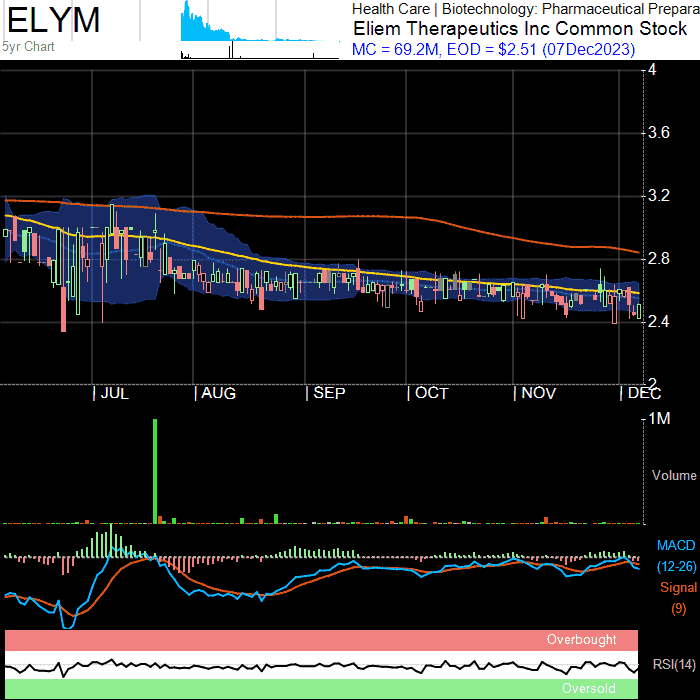 ELYM
5yr Chart
Health Care | Biotechnology: Pharmaceutical Prepara
Eliem Therapeutics Inc Common Stock
MC = 69.2M, EOD = $2.51 (07Dec2023)
4
3.6
3.2
2.8
2.4
2
| JUL | AUG | SEP | OCT | NOV | DEC
1M
Volume
MACD
(12-26)
Signal
(9)
Overbought
RSI(14)
Oversold